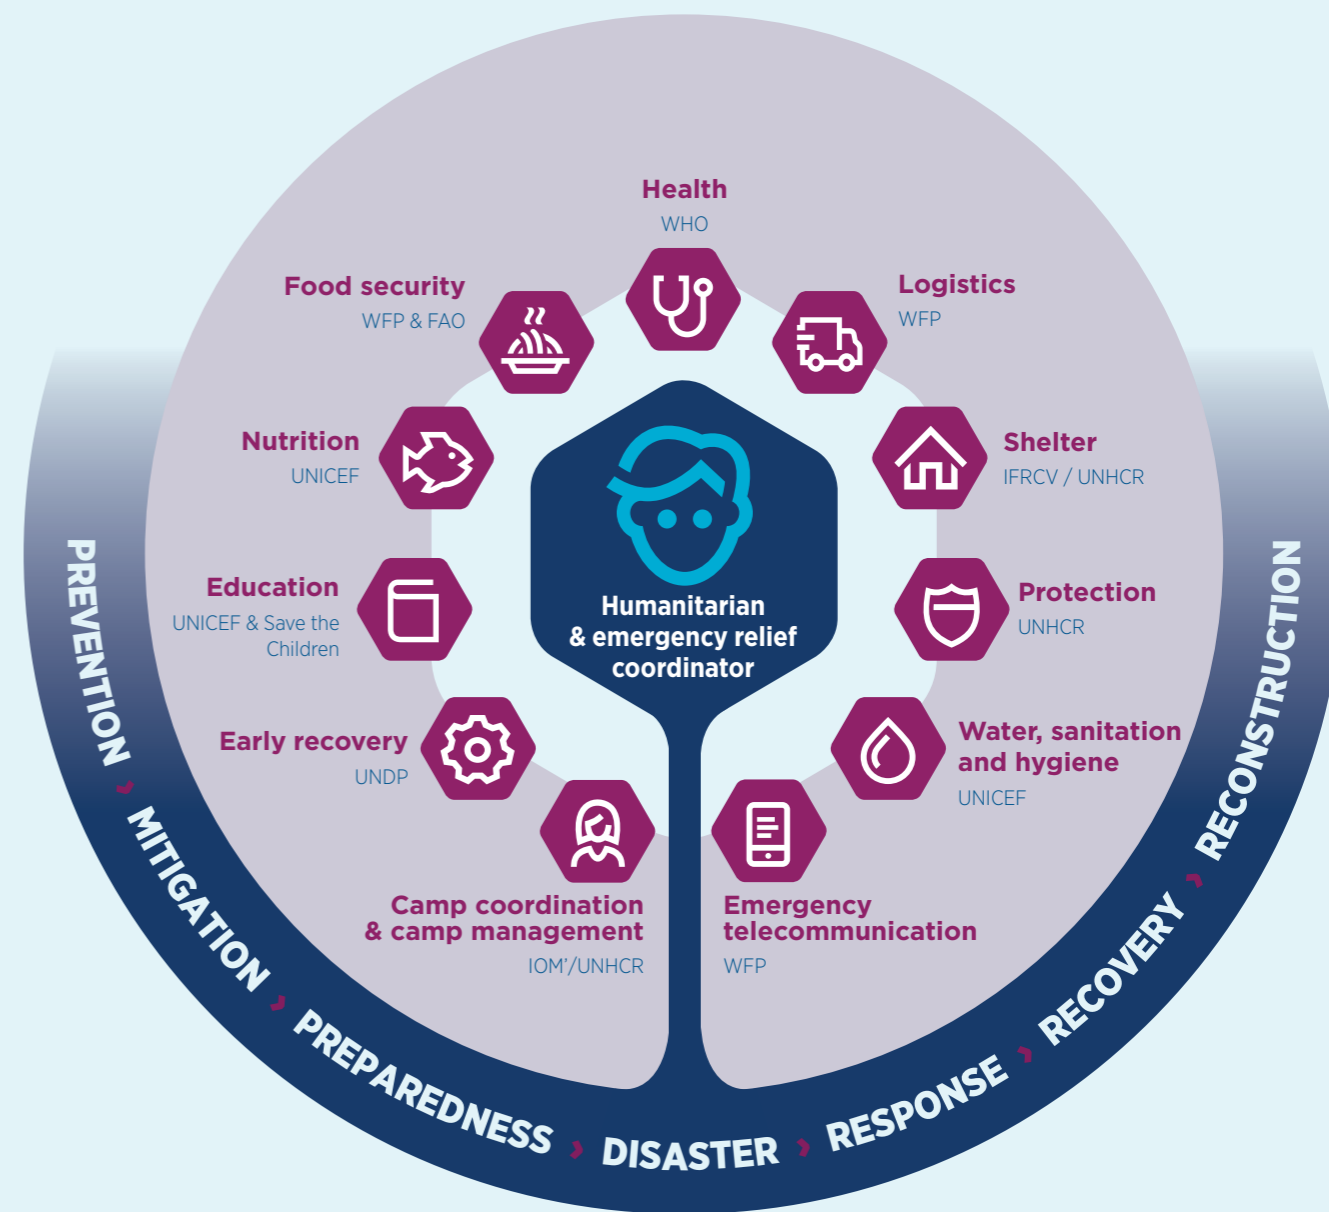 Health
WHO
Logistics
WFP
Shelter
IFRCV / UNHCR
Protection
UNHCR
Water, sanitation
and hygiene
UNICEF
Emergency
telecommunication
WFP
Camp coordination
& camp management
IOM'/UNHCR
Early recovery
UNDP
Education
UNICEF & Save the
Children
Nutrition
UNICEF
Food security
WFP & FAO
Humanitarian
& emergency relief
coordinator
PREVENTION › MITIGATION › PREPAREDNESS › DISASTER › RESPONSE › RECOVERY › RECONSTRUCTION